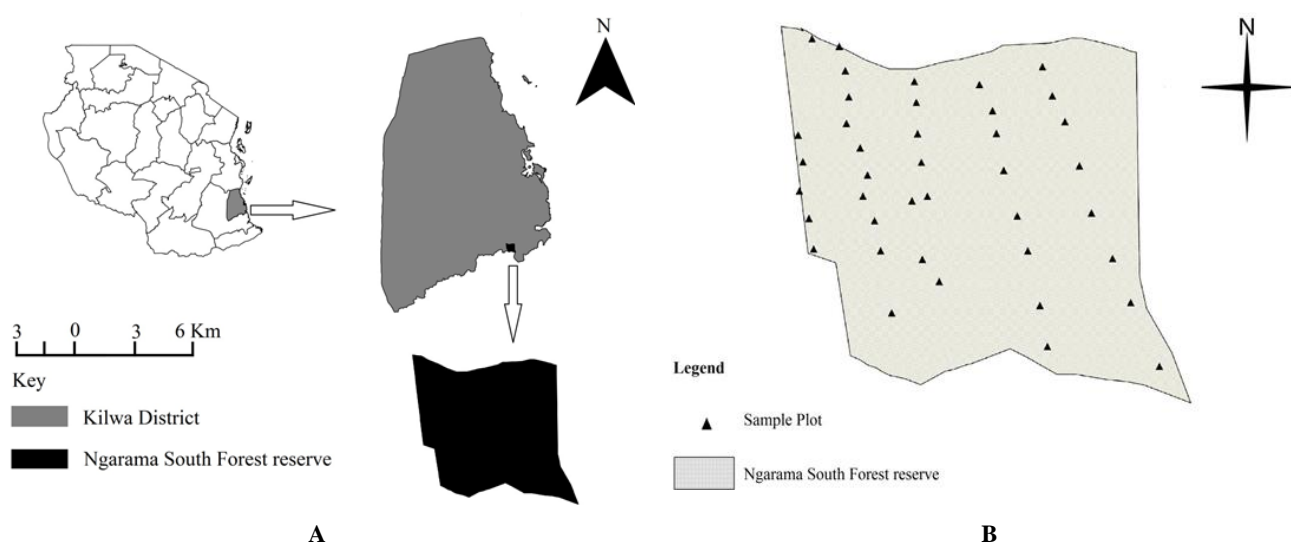 N
3 0 3 6 Km
Key
Kilwa District
Ngarama South Forest reserve
A
N
Legend
Sample Plot
Ngarama South Forest reserve
B